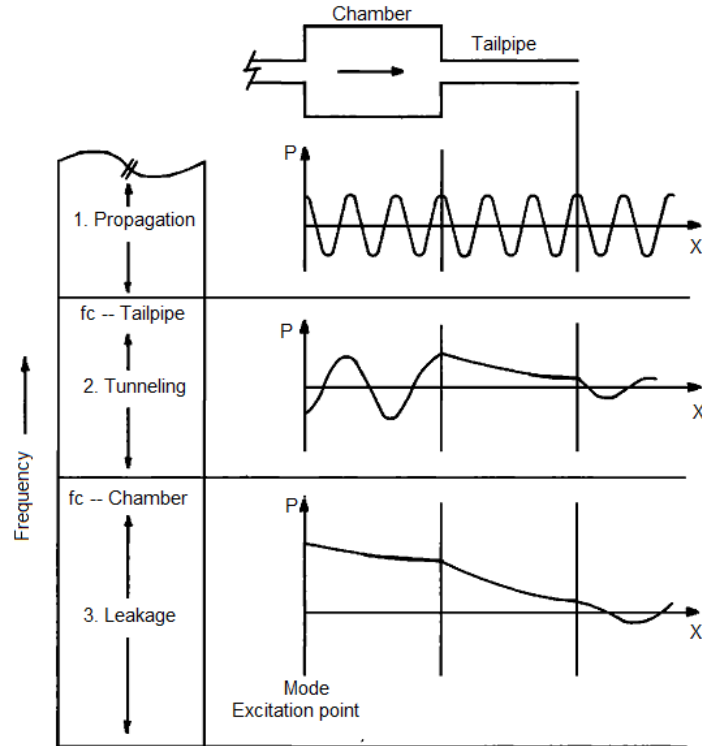 Chamber
Tailpipe
P
1. Propagation
X
fc -- Tailpipe
P
2. Tunneling
X
Frequency
fc -- Chamber
P
3. Leakage
X
Mode
Excitation point